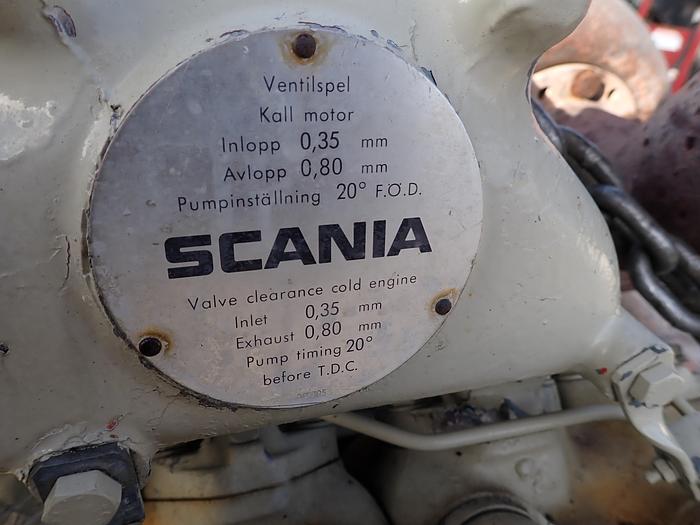 Ventilspel
Kall motor
Inlopp 0,35 mm
Avlopp 0,80 mm
Pumpinställning 20° F.Ö.D.
SCANIA
Valve clearance cold engine
Inlet 0,35 mm
Exhaust 0,80 mm
Pump timing 20°
before T.D.C.